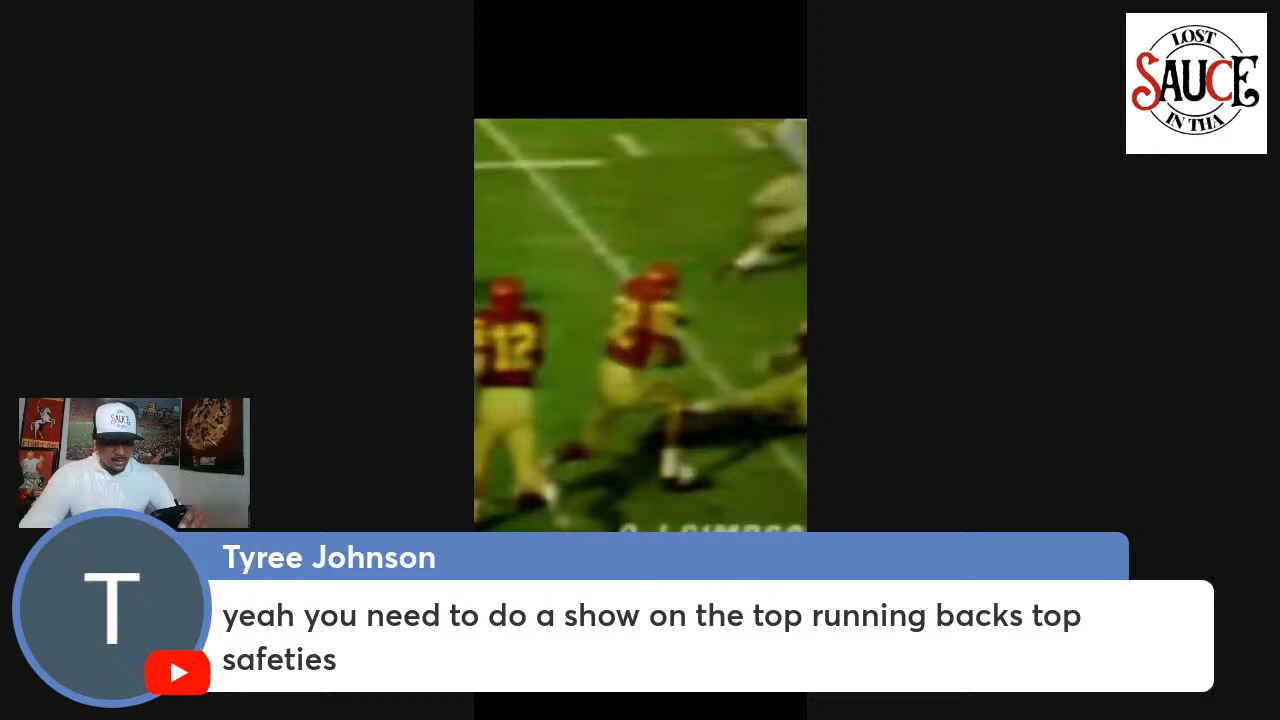 LOST
SAUCE
IN THA
12
Tyree Johnson
T
yeah you need to do a show on the top running backs top
safeties